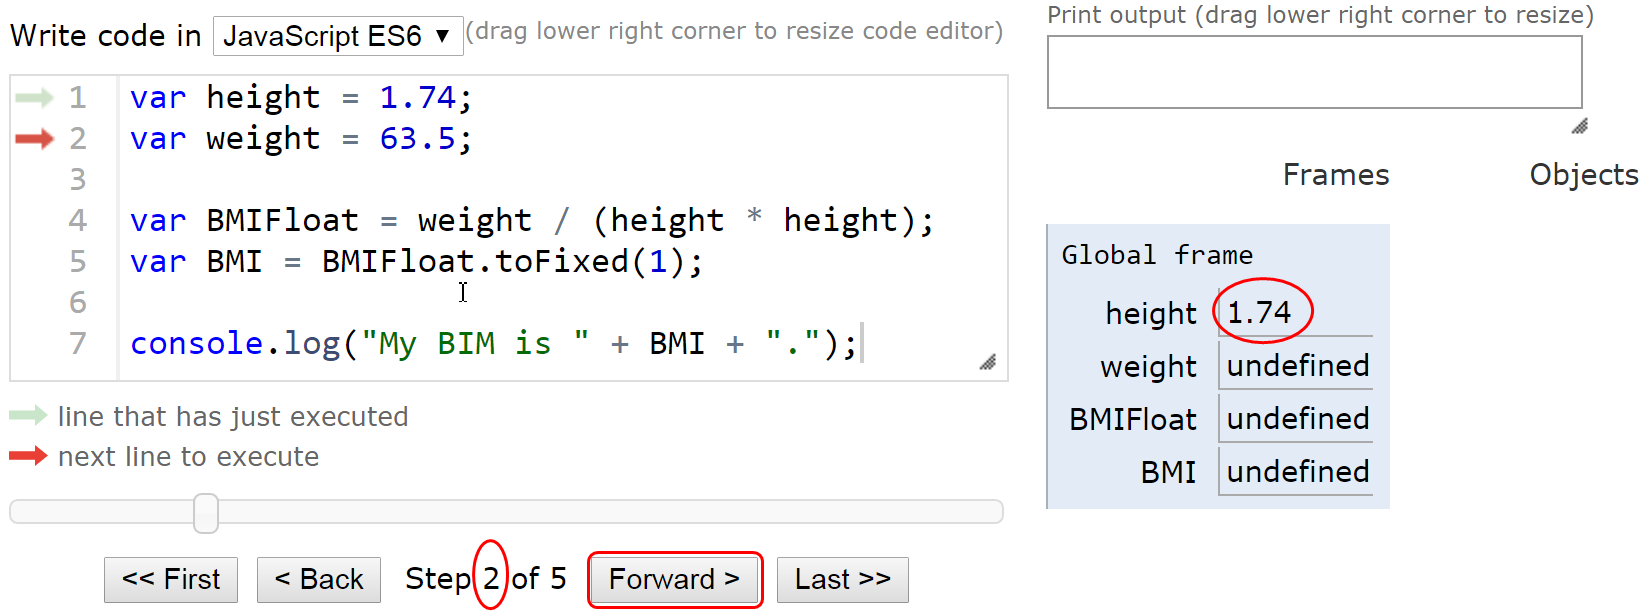 Write code in JavaScript ES6 ▼ (drag lower right corner to resize code editor)
1 var height = 1.74;
2 var weight = 63.5;
3
4 var BMIFloat = weight / (height * height);
5 var BMI = BMIFloat.toFixed(1);
6
7 console.log("My BIM is " + BMI + ".");
line that has just executed
next line to execute
<< First < Back Step 2 of 5 Forward > Last >>
Print output (drag lower right corner to resize)
Frames Objects
Global frame
height 1.74
weight undefined
BMIFloat undefined
BMI undefined